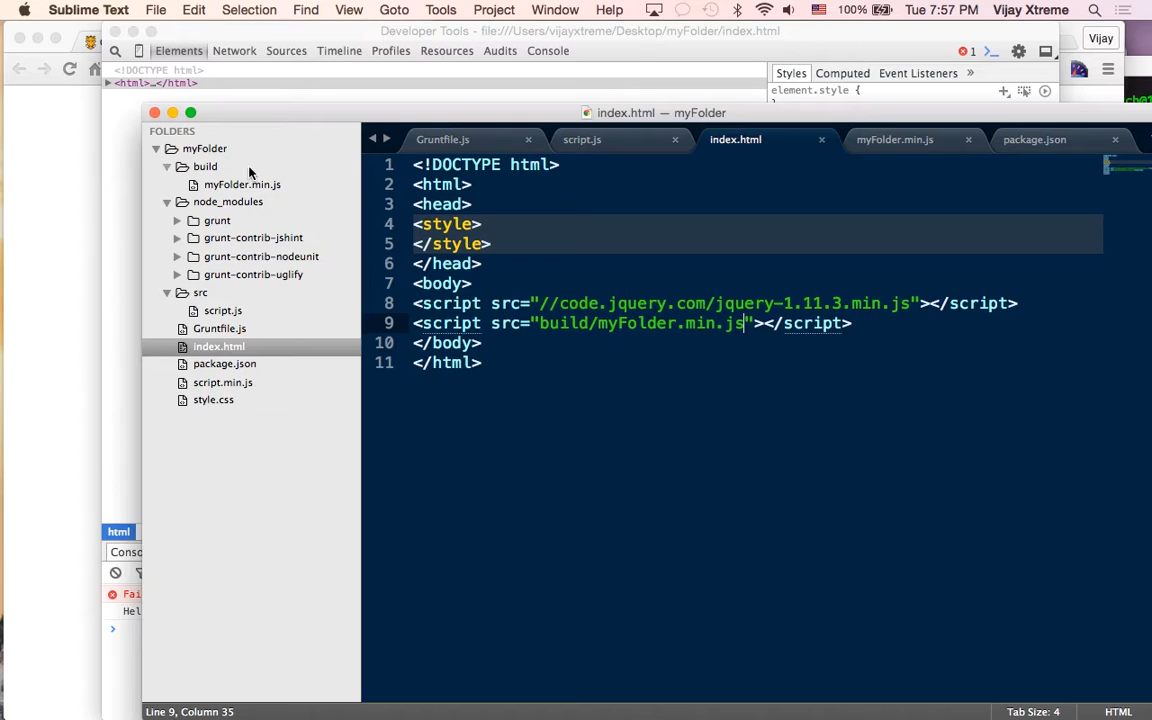 Sublime Text File Edit Selection Find View Goto Tools Project Window Help 100% Tue 7:57 PM Vijay Xtreme
Developer Tools - file:///Users/vijayxtreme/Desktop/myFolder/index.html
Vijay
Elements Network Sources Timeline Profiles Resources Audits Console 1
<!DOCTYPE html>
<html>…</html>
Styles Computed Event Listeners »
element.style {
index.html — myFolder
FOLDERS
myFolder
build
myFolder.min.js
node_modules
grunt
grunt-contrib-jshint
grunt-contrib-nodeunit
grunt-contrib-uglify
src
script.js
Gruntfile.js
index.html
package.json
script.min.js
style.css
Gruntfile.js script.js index.html myFolder.min.js package.json
1 <!DOCTYPE html>
2 <html>
3 <head>
4 <style>
5 </style>
6 </head>
7 <body>
8 <script src="//code.jquery.com/jquery-1.11.3.min.js"></script>
9 <script src="build/myFolder.min.js"></script>
10 </body>
11 </html>
html
Conso
Fai
Hel
Line 9, Column 35 Tab Size: 4 HTML